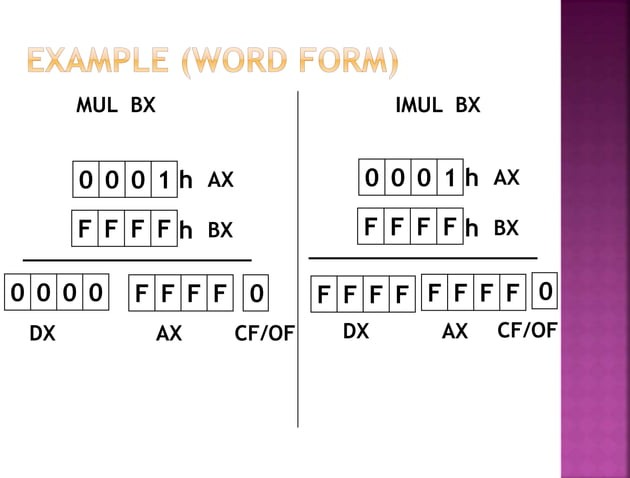 EXAMPLE (WORD FORM)
MUL BX
0 0 0 1 h AX
F F F F h BX
0 0 0 0 F F F F 0
DX AX CF/OF
IMUL BX
0 0 0 1 h AX
F F F F h BX
F F F F F F F F 0
DX AX CF/OF